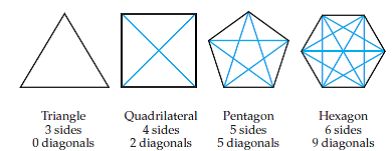 Triangle
3 sides
0 diagonals
Quadrilateral
4 sides
2 diagonals
Pentagon
5 sides
5 diagonals
Hexagon
6 sides
9 diagonals